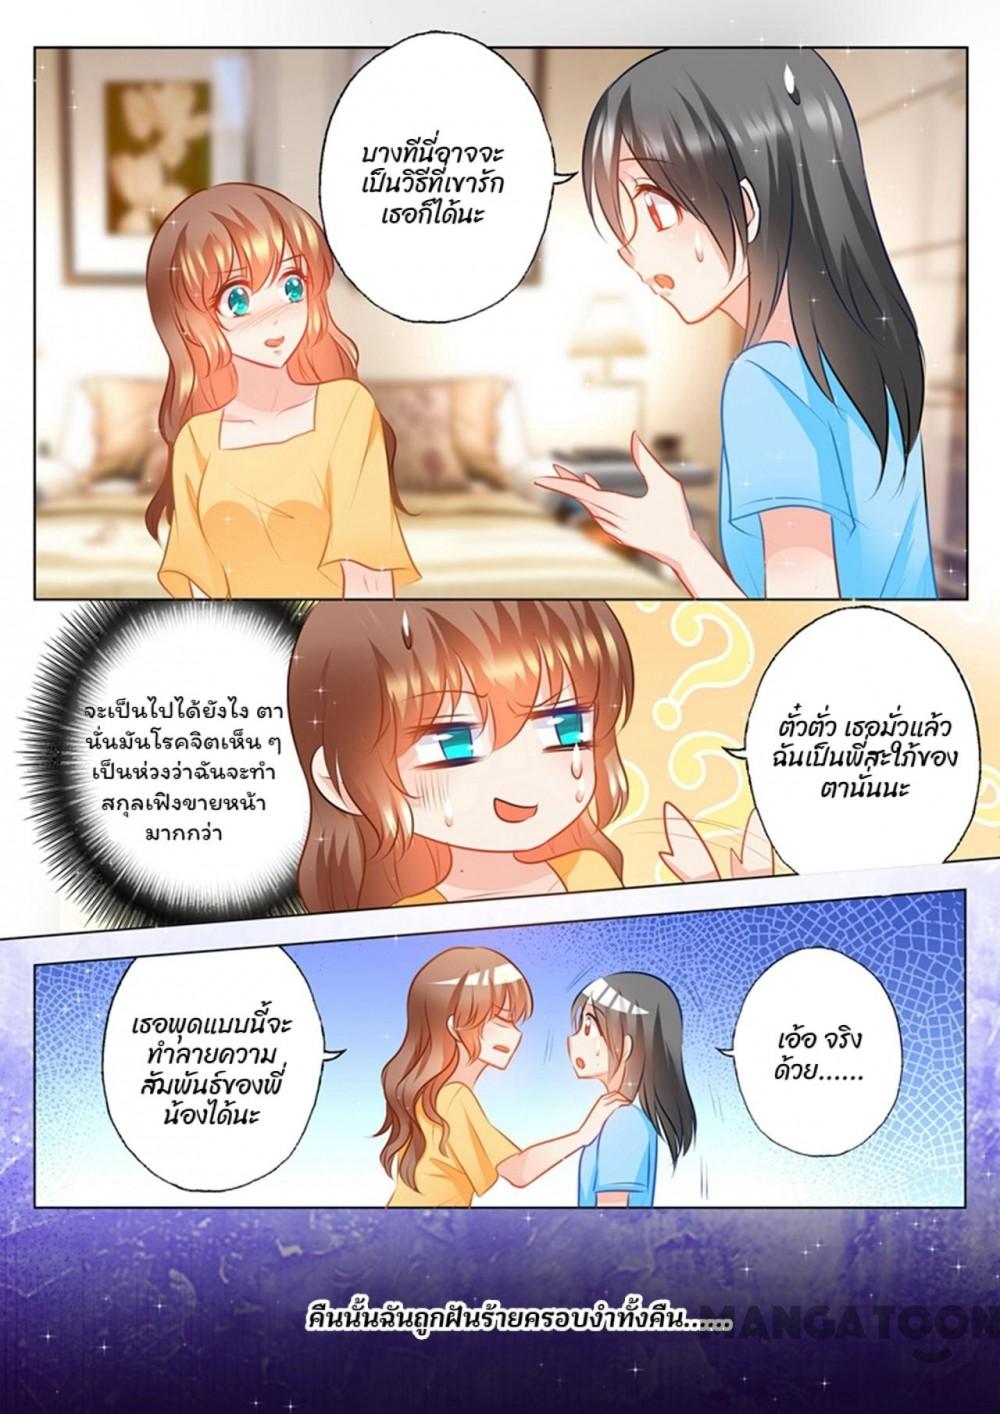 บางทีนี่อาจจะ
เป็นวิธีที่เขารัก
เธอก็ได้นะ
จะเป็นไปได้ยังไง ตา
นั่นมันโรคจิตเห็น ๆ
เป็นห่วงว่าฉันจะทำ
สกุลเฟิงขายหน้า
มากกว่า
ตั๋วตั่ว เธอมั่วแล้ว
ฉันเป็นพี่สะใภ้ของ
ตานั่นนะ
เธอพูดแบบนี้จะ
ทำลายความ
สัมพันธ์ของพี่
น้องได้นะ
เอ้อ จริง
ด้วย......
คืนนั้นฉันถูกฝันร้ายครอบงำทั้งคืน......
MANGATOON